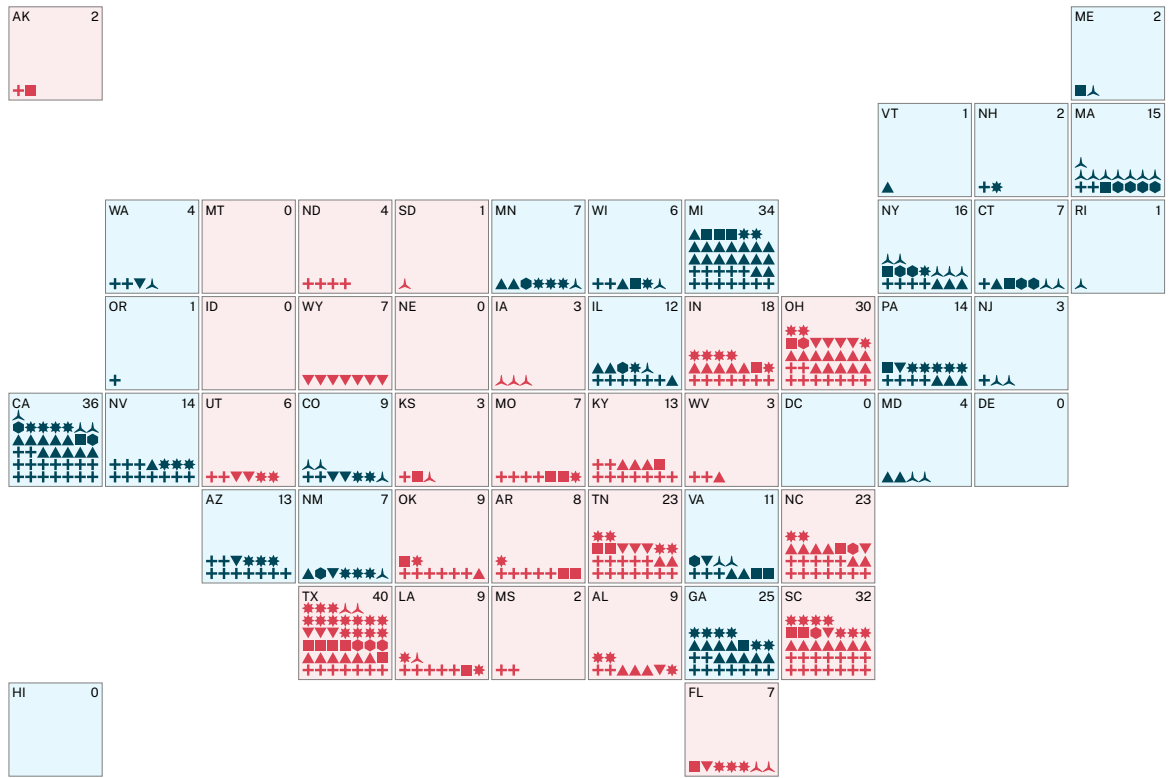 AK 2
ME 2
VT 1
NH 2
MA 15
WA 4
MT 0
ND 4
SD 1
MN 7
WI 6
MI 34
NY 16
CT 7
RI 1
OR 1
ID 0
WY 7
NE 0
IA 3
IL 12
IN 18
OH 30
PA 14
NJ 3
CA 36
NV 14
UT 6
CO 9
KS 3
MO 7
KY 13
WV 3
DC 0
MD 4
DE 0
AZ 13
NM 7
OK 9
AR 8
TN 23
VA 11
NC 23
TX 40
LA 9
MS 2
AL 9
GA 25
SC 32
HI 0
FL 7